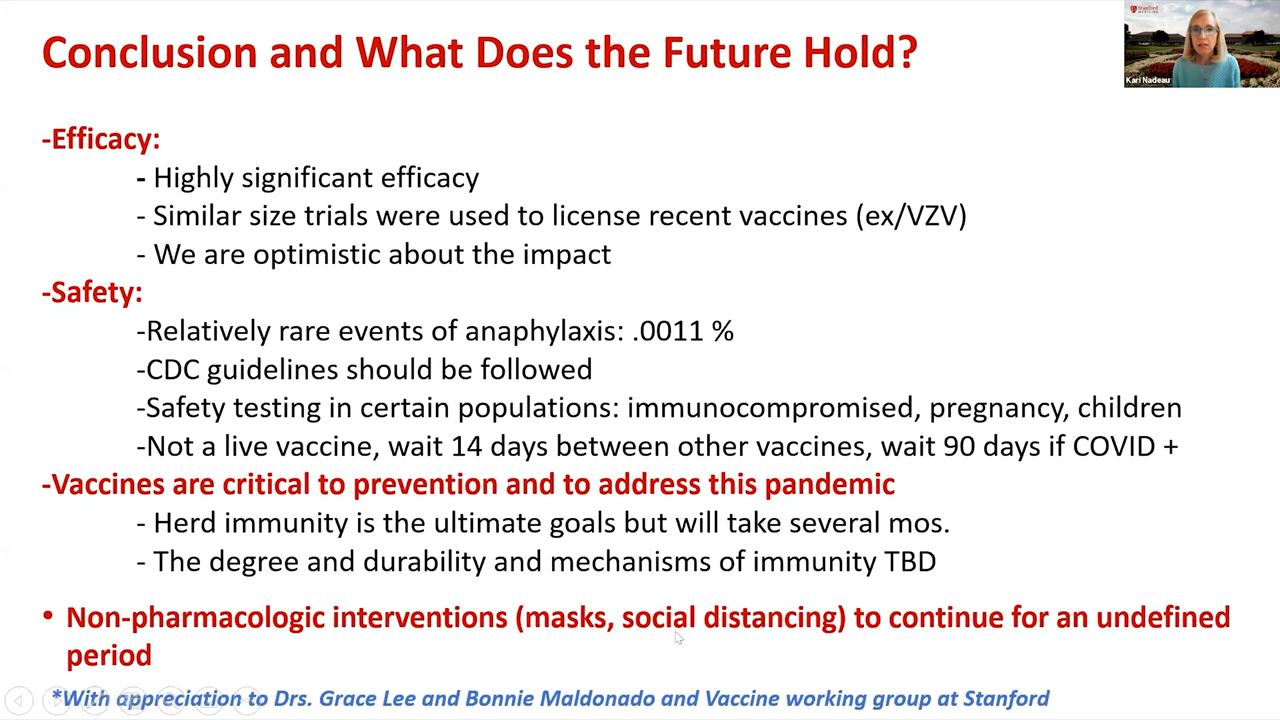 Conclusion and What Does the Future Hold?
Stanford
MEDICINE
Kari Nadeau
-Efficacy:
- Highly significant efficacy
- Similar size trials were used to license recent vaccines (ex/VZV)
- We are optimistic about the impact
-Safety:
-Relatively rare events of anaphylaxis: .0011 %
-CDC guidelines should be followed
-Safety testing in certain populations: immunocompromised, pregnancy, children
-Not a live vaccine, wait 14 days between other vaccines, wait 90 days if COVID +
-Vaccines are critical to prevention and to address this pandemic
- Herd immunity is the ultimate goals but will take several mos.
- The degree and durability and mechanisms of immunity TBD
• Non-pharmacologic interventions (masks, social distancing) to continue for an undefined
period
*With appreciation to Drs. Grace Lee and Bonnie Maldonado and Vaccine working group at Stanford